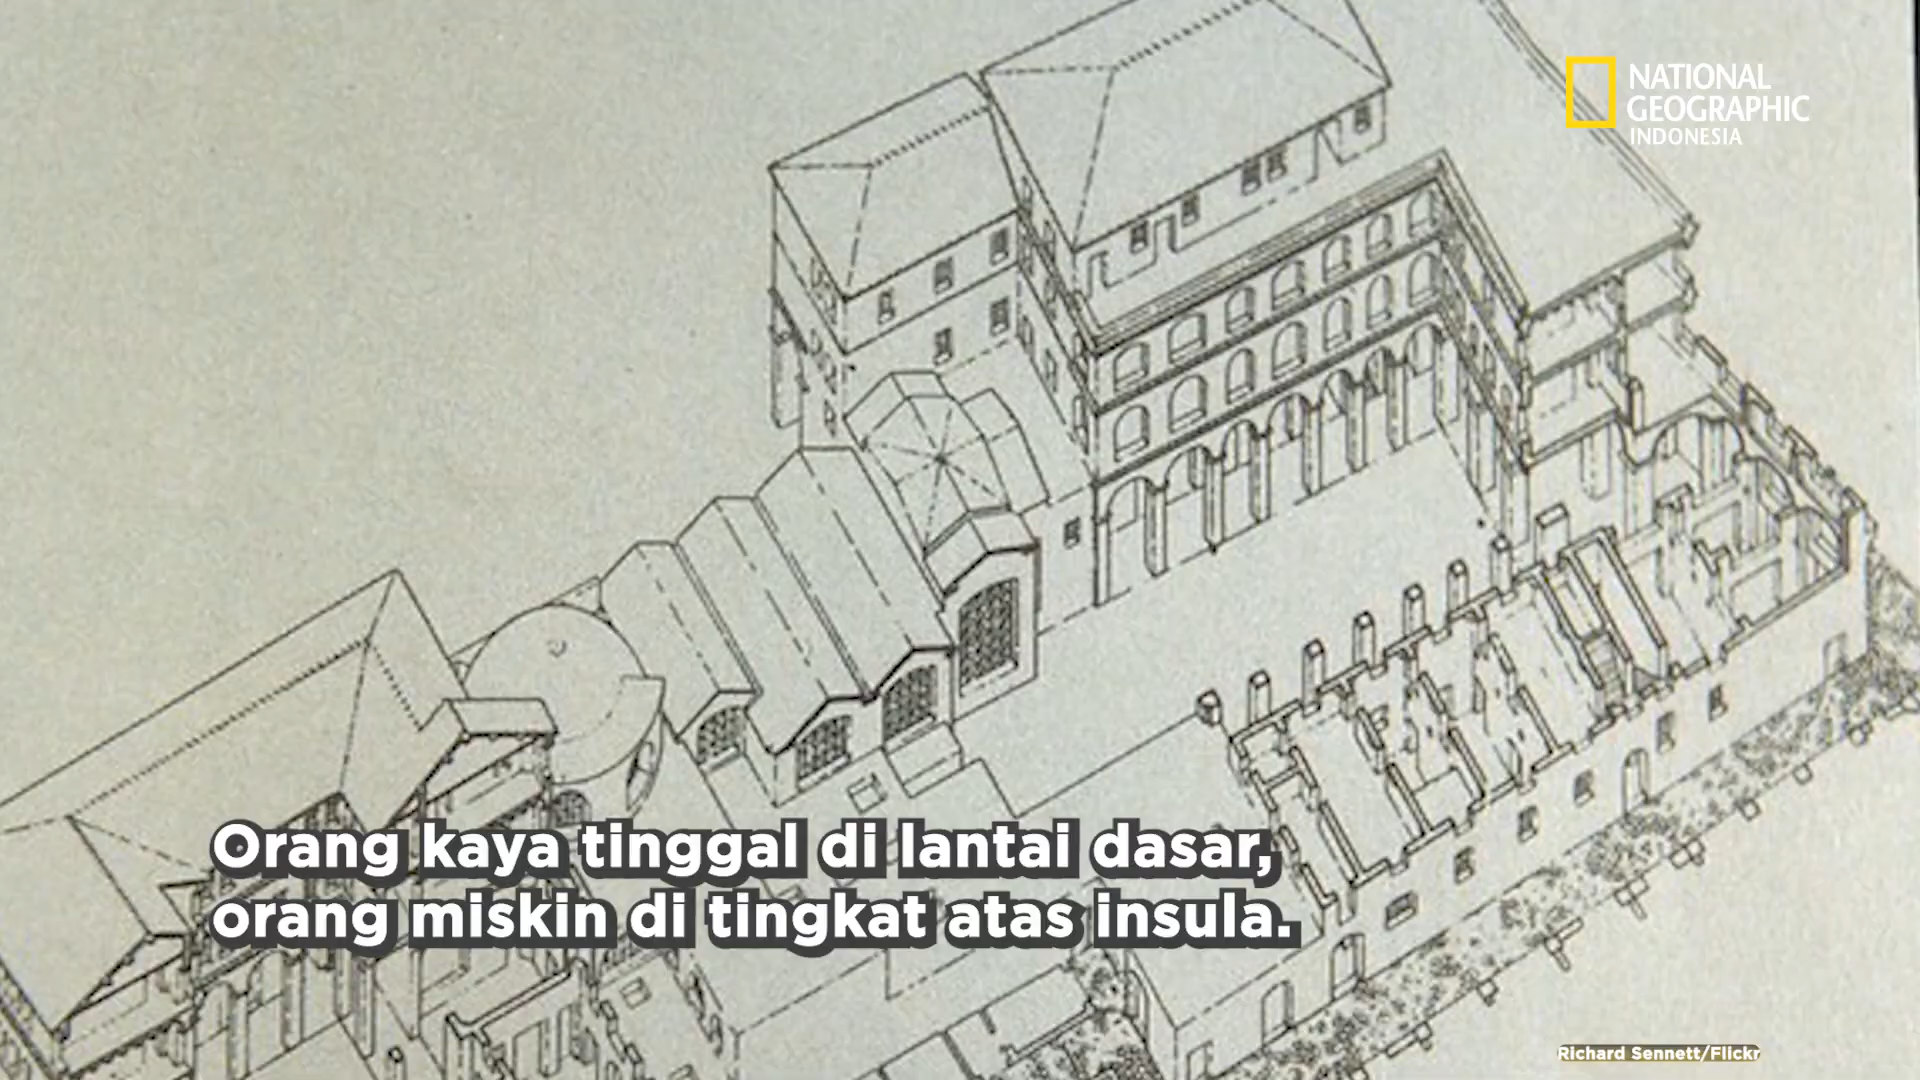 NATIONAL
GEOGRAPHIC
INDONESIA
Orang kaya tinggal di lantai dasar,
orang miskin di tingkat atas insula.
Richard Sennett/Flickr